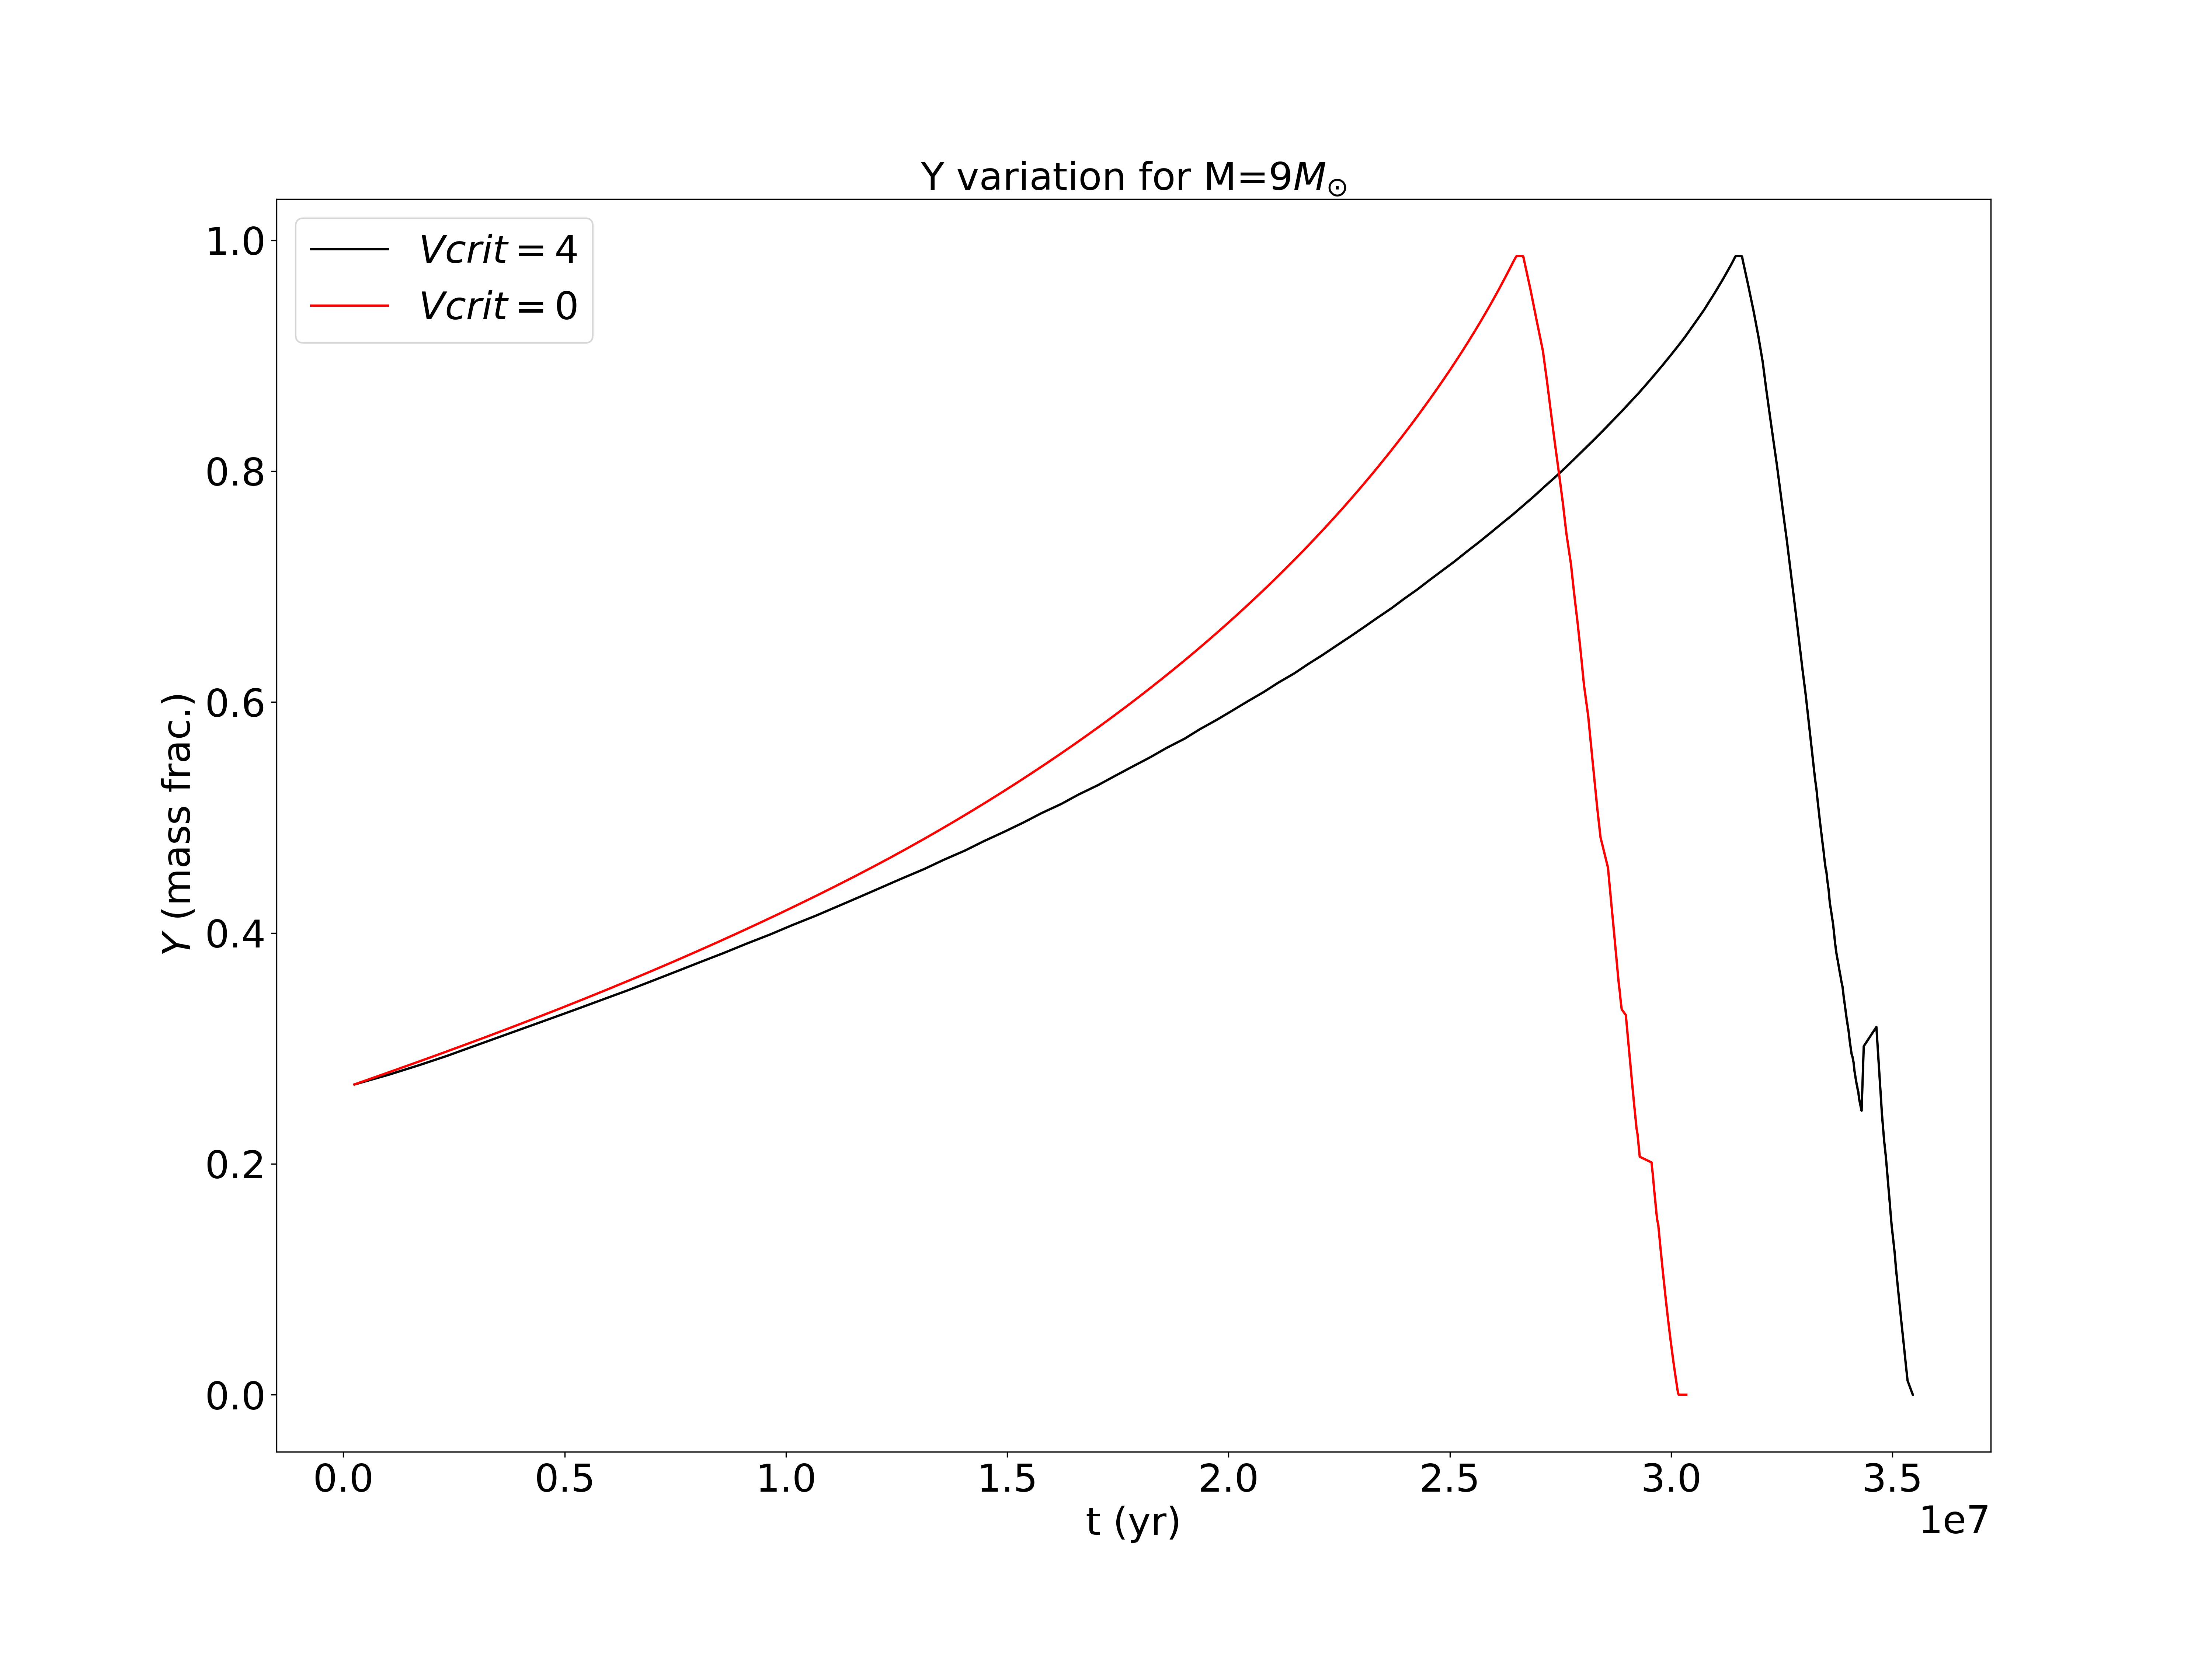 Y variation for M=9M☉
Vcrit = 4
Vcrit = 0
1.0
0.8
0.6
0.4
0.2
0.0
Y (mass frac.)
0.0 0.5 1.0 1.5 2.0 2.5 3.0 3.5
t (yr)
1e7